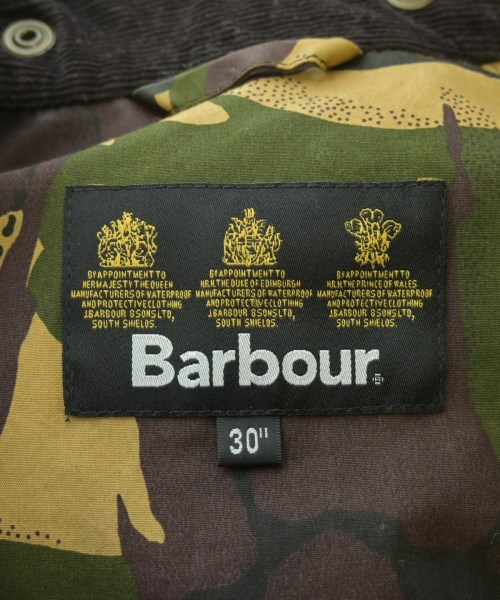 BY APPOINTMENT TO
HER MAJESTY THE QUEEN
MANUFACTURERS OF WATERPROOF
AND PROTECTIVE CLOTHING
J.BARBOUR & SONS LTD,
SOUTH SHIELDS.
BY APPOINTMENT TO
H.R.H. THE DUKE OF EDINBURGH
MANUFACTURERS OF WATERPROOF
AND PROTECTIVE CLOTHING
J.BARBOUR & SONS LTD,
SOUTH SHIELDS.
BY APPOINTMENT TO
H.R.H. THE PRINCE OF WALES
MANUFACTURERS OF WATERPROOF
AND PROTECTIVE CLOTHING
J.BARBOUR & SONS LTD,
SOUTH SHIELDS.
Barbour
30"